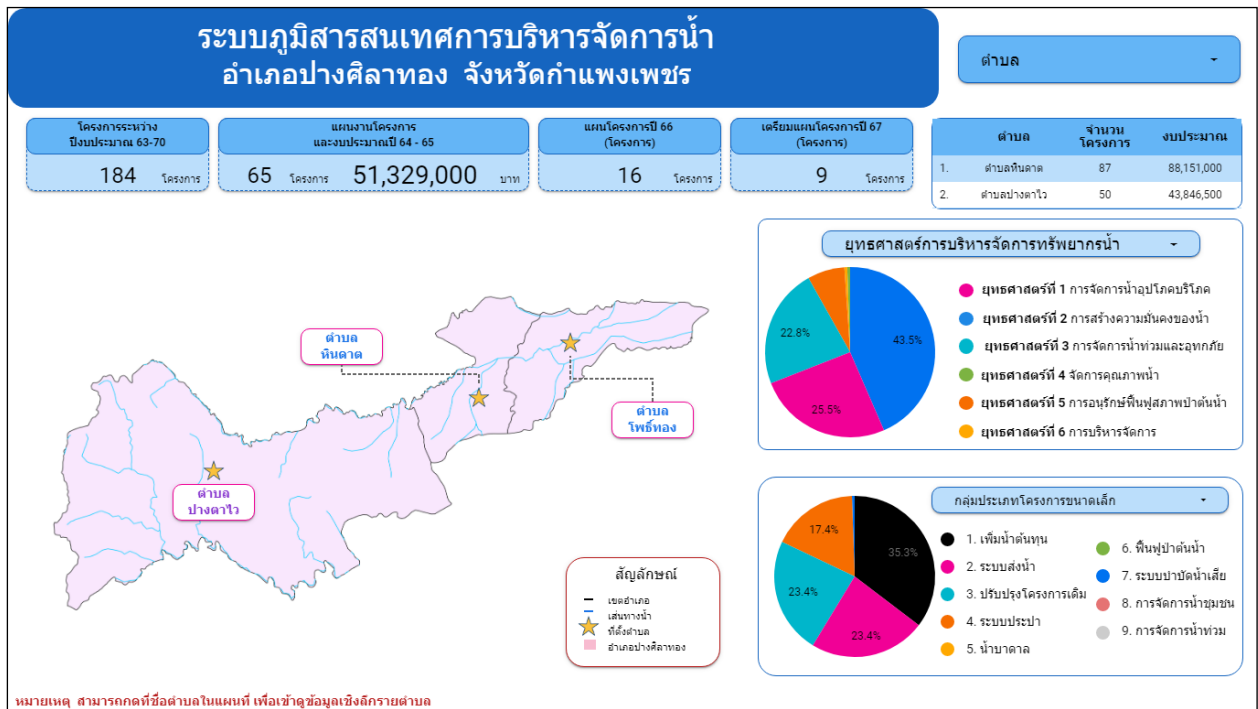 ระบบภูมิสารสนเทศการบริหารจัดการน้ำ
อำเภอปางศิลาทอง จังหวัดกำแพงเพชร
ตำบล
โครงการระหว่าง
ปีงบประมาณ 63-70
184 โครงการ
แผนงานโครงการ
และงบประมาณปี 64 - 65
65 โครงการ 51,329,000 บาท
แผนโครงการปี 66
(โครงการ)
16 โครงการ
เตรียมแผนโครงการปี 67
(โครงการ)
9 โครงการ
ตำบล จำนวน โครงการ งบประมาณ
1. ตำบลหินดาต 87 88,151,000
2. ตำบลปางตาไว 50 43,846,500
ยุทธศาสตร์การบริหารจัดการทรัพยากรน้ำ
43.5%
25.5%
22.8%
ยุทธศาสตร์ที่ 1 การจัดการน้ำอุปโภคบริโภค
ยุทธศาสตร์ที่ 2 การสร้างความมั่นคงของน้ำ
ยุทธศาสตร์ที่ 3 การจัดการน้ำท่วมและอุทกภัย
ยุทธศาสตร์ที่ 4 จัดการคุณภาพน้ำ
ยุทธศาสตร์ที่ 5 การอนุรักษ์ฟื้นฟูสภาพป่าต้นน้ำ
ยุทธศาสตร์ที่ 6 การบริหารจัดการ
ตำบล
หินดาต
ตำบล
โพธิ์ทอง
ตำบล
ปางตาไว
สัญลักษณ์
เขตอำเภอ
เส้นทางน้ำ
ที่ตั้งตำบล
อำเภอปางศิลาทอง
กลุ่มประเภทโครงการขนาดเล็ก
35.3%
23.4%
23.4%
17.4%
1. เพิ่มน้ำต้นทุน
2. ระบบส่งน้ำ
3. ปรับปรุงโครงการเดิม
4. ระบบประปา
5. น้ำบาดาล
6. ฟื้นฟูป่าต้นน้ำ
7. ระบบบำบัดน้ำเสีย
8. การจัดการน้ำชุมชน
9. การจัดการน้ำท่วม
หมายเหตุ สามารถกดที่ชื่อตำบลในแผนที่ เพื่อเข้าดูข้อมูลเชิงลึกรายตำบล